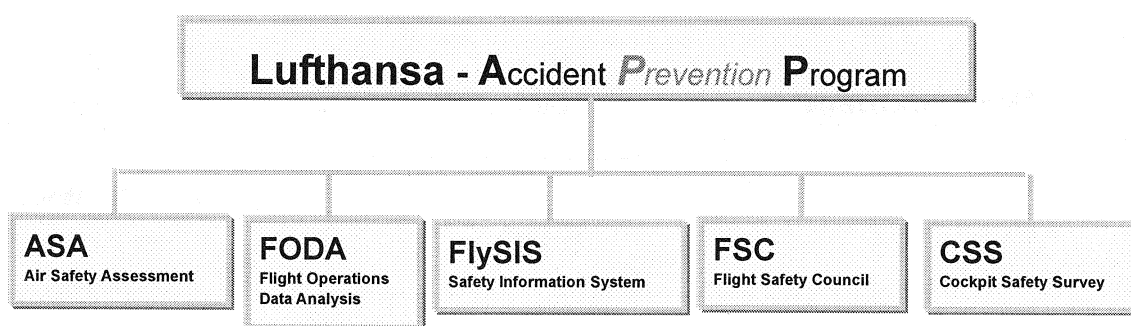 Lufthansa - Accident Prevention Program
ASA
Air Safety Assessment
FODA
Flight Operations
Data Analysis
FlySIS
Safety Information System
FSC
Flight Safety Council
CSS
Cockpit Safety Survey